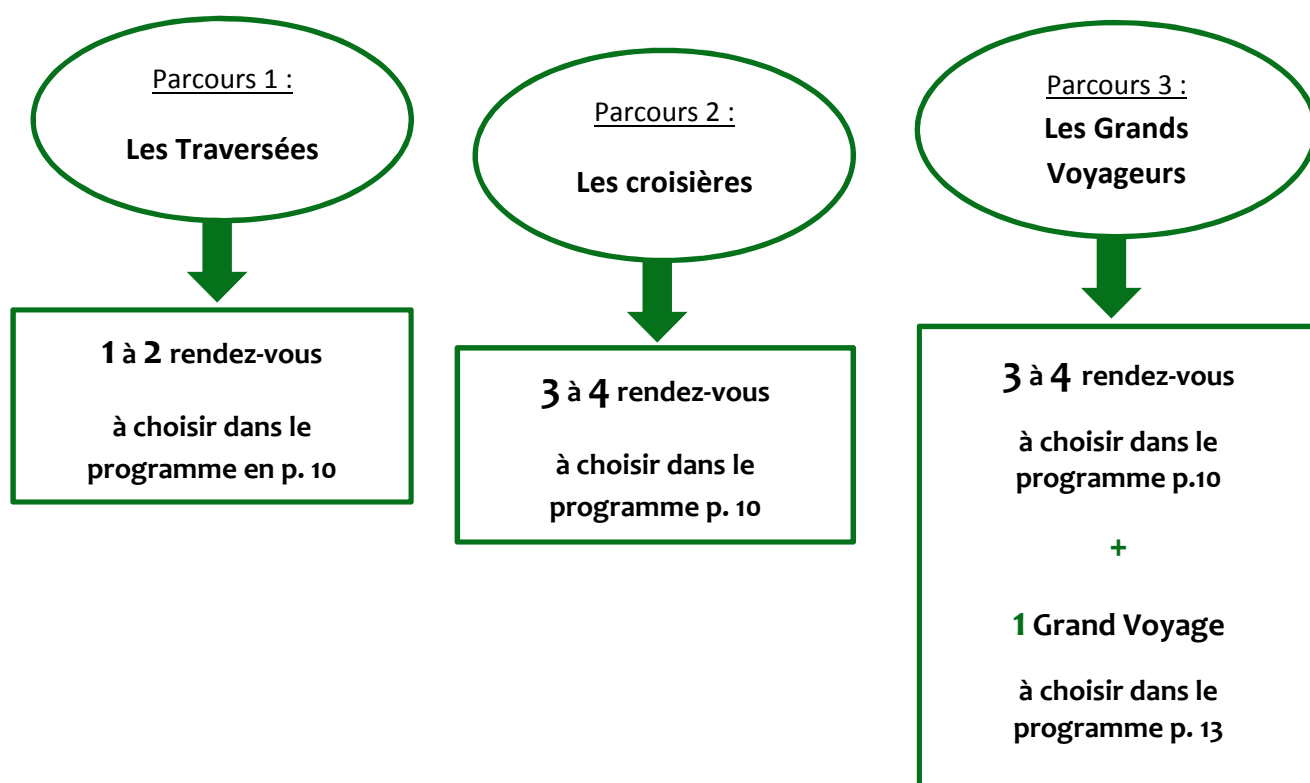 Parcours 1 :
Les Traversées
1 à 2 rendez-vous
à choisir dans le
programme en p. 10
Parcours 2 :
Les croisières
3 à 4 rendez-vous
à choisir dans le
programme p. 10
Parcours 3 :
Les Grands
Voyageurs
3 à 4 rendez-vous
à choisir dans le
programme p.10
+
1 Grand Voyage
à choisir dans le
programme p. 13